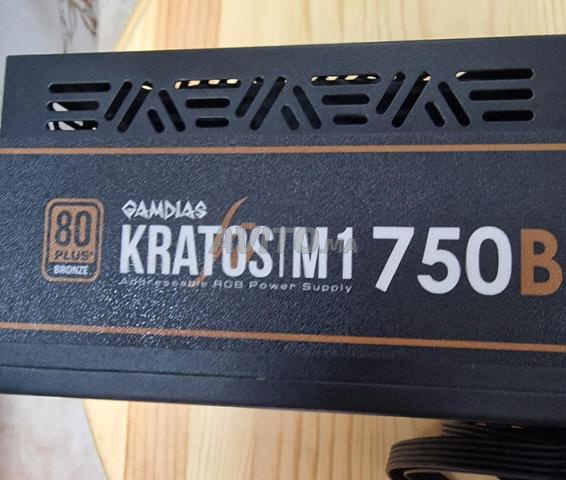 80
PLUS
BRONZE
GAMDIAS
KRATOS M1 750B
Addressable RGB Power Supply